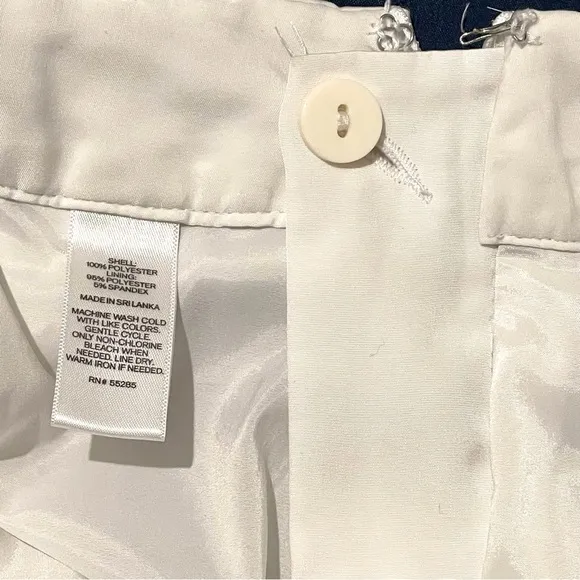 SHELL:
100% POLYESTER
LINING:
95% POLYESTER
5% SPANDEX
MADE IN SRI LANKA
MACHINE WASH COLD
WITH LIKE COLORS.
GENTLE CYCLE.
ONLY NON-CHLORINE
BLEACH WHEN
NEEDED. LINE DRY.
WARM IRON IF NEEDED.
RN# 55285